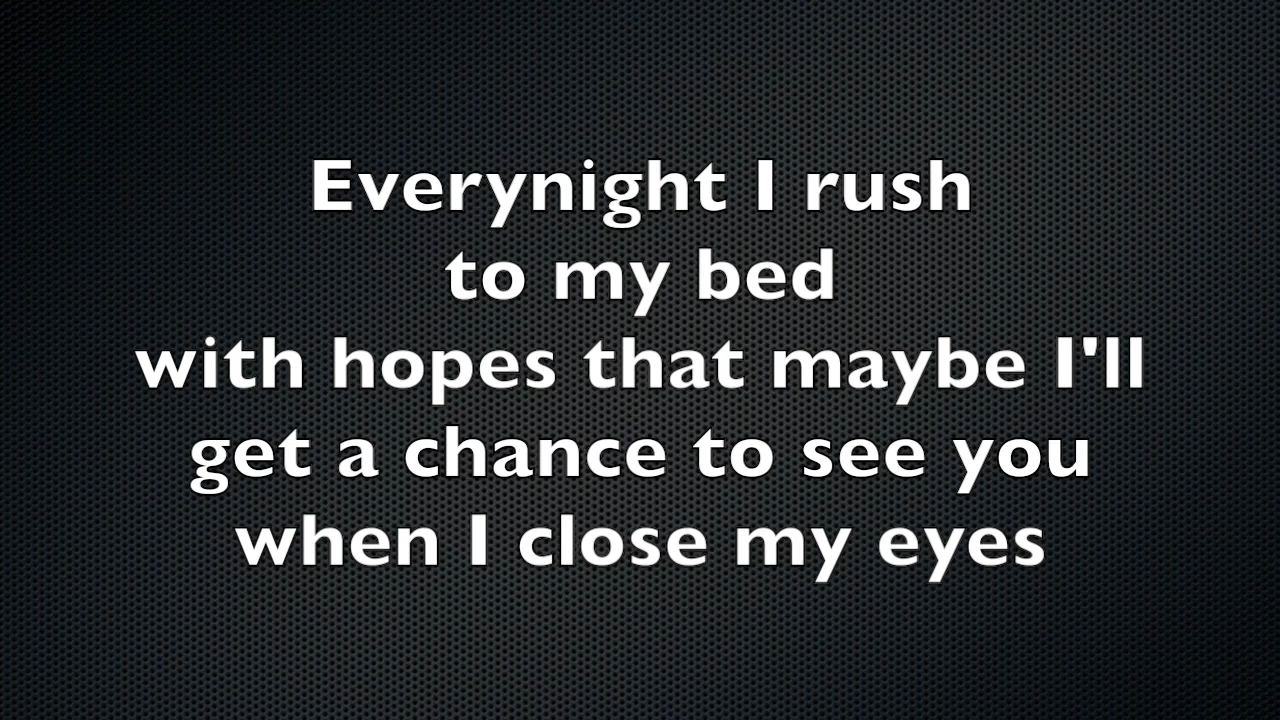 Everynight I rush
to my bed
with hopes that maybe I'll
get a chance to see you
when I close my eyes